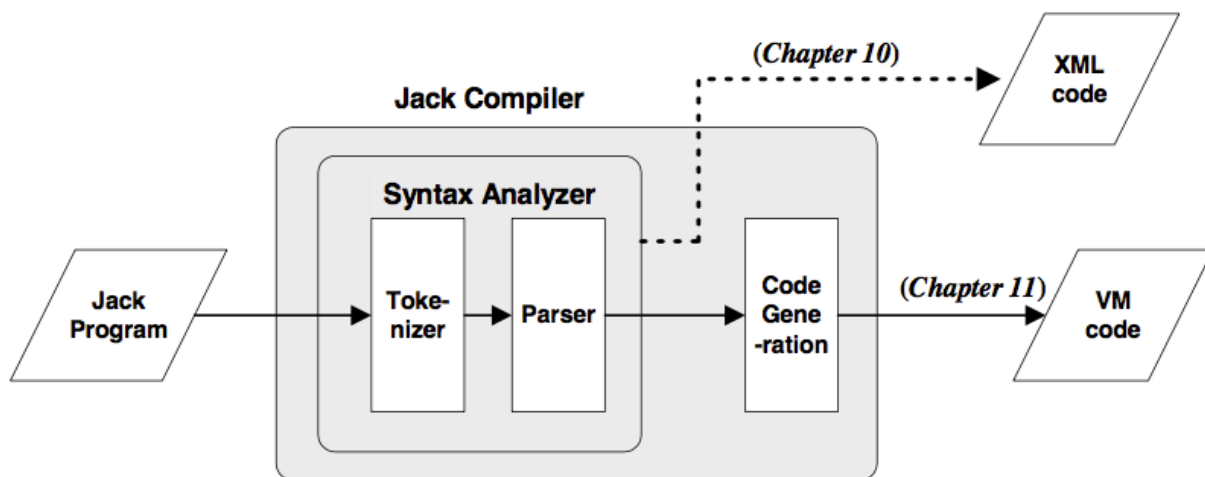 (Chapter 10)
XML
code
Jack Compiler
Syntax Analyzer
Jack
Program
Toke-
nizer
Parser
Code
Gene
-ration
(Chapter 11)
VM
code